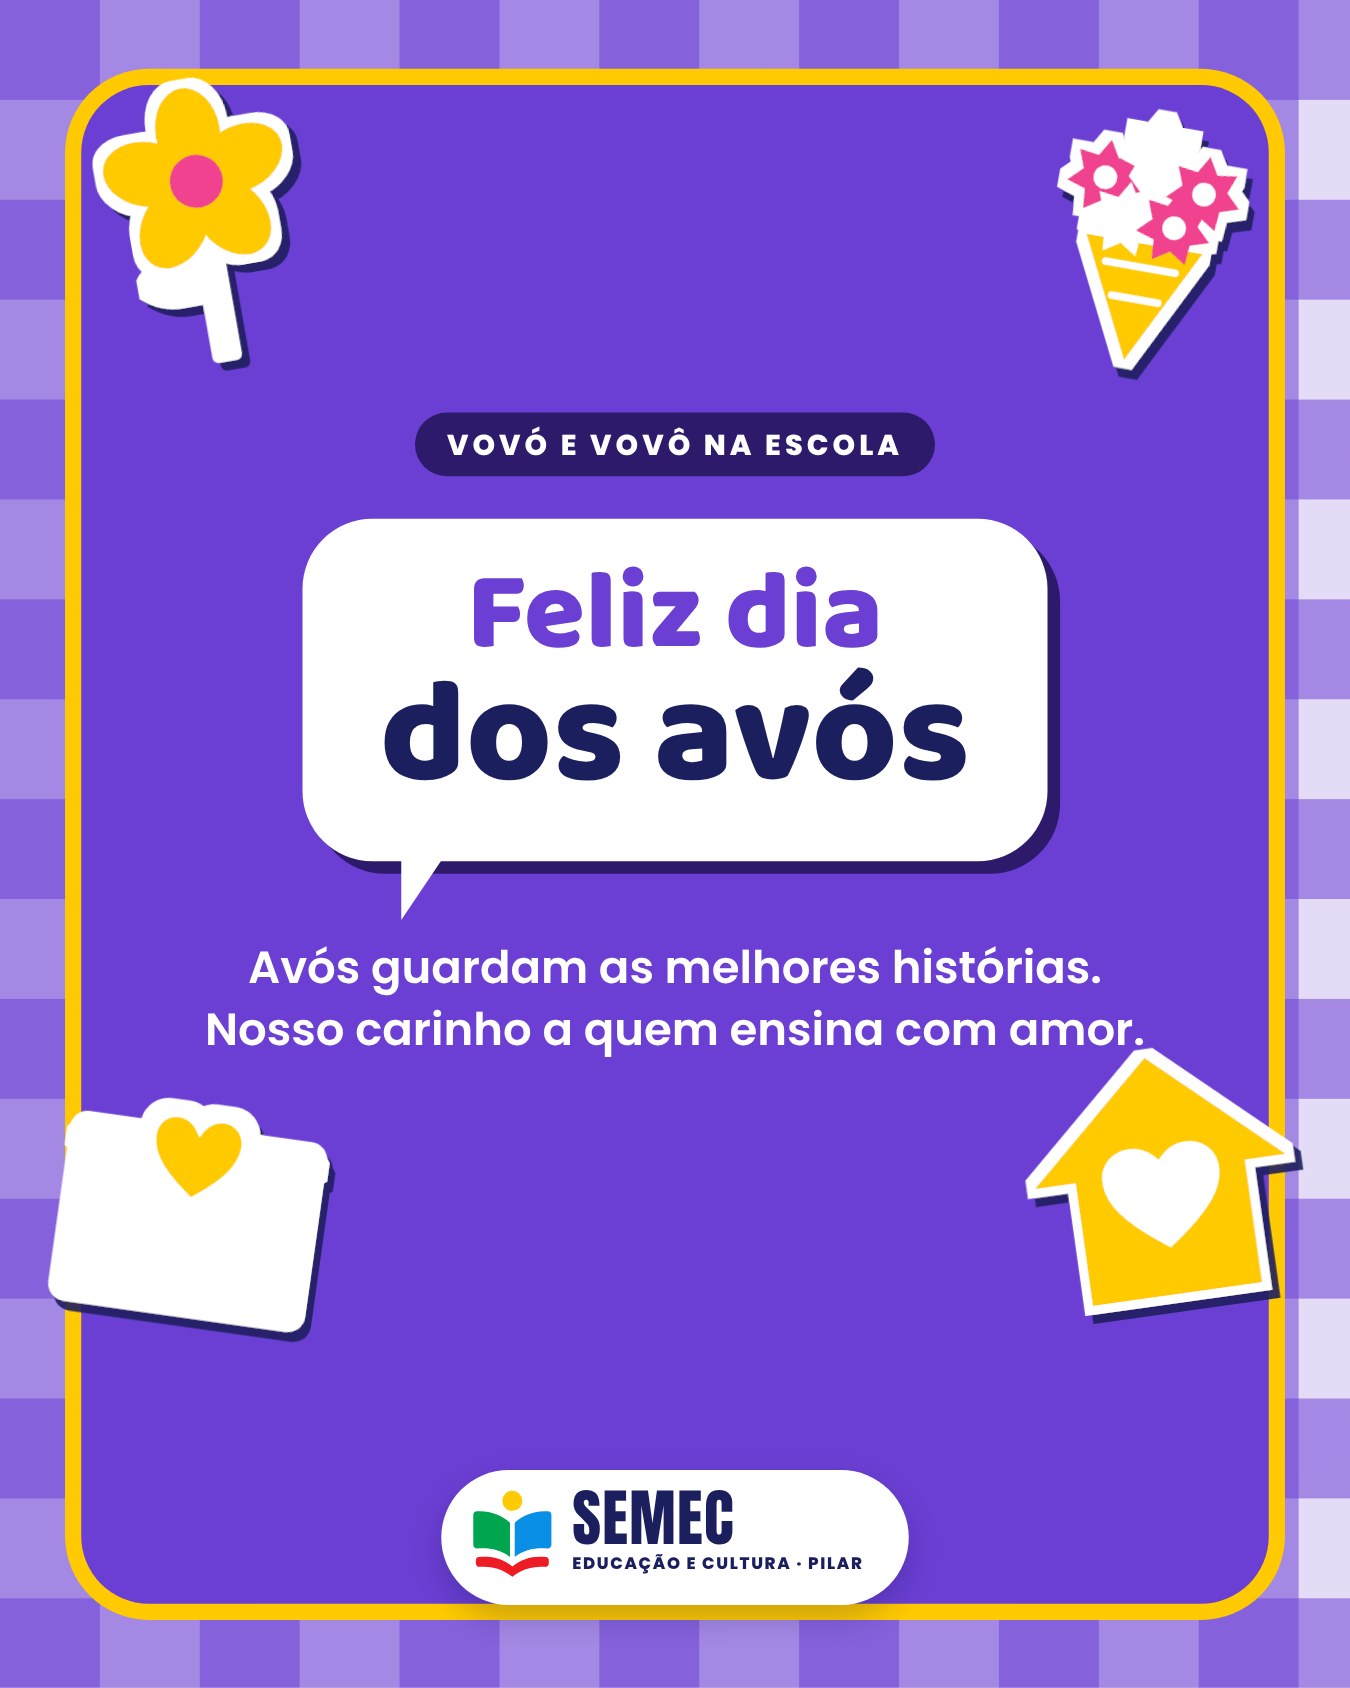 VOVÓ E VOVÔ NA ESCOLA
Feliz dia
dos avós
Avós guardam as melhores histórias.
Nosso carinho a quem ensina com amor.
SEMEC
EDUCAÇÃO E CULTURA · PILAR